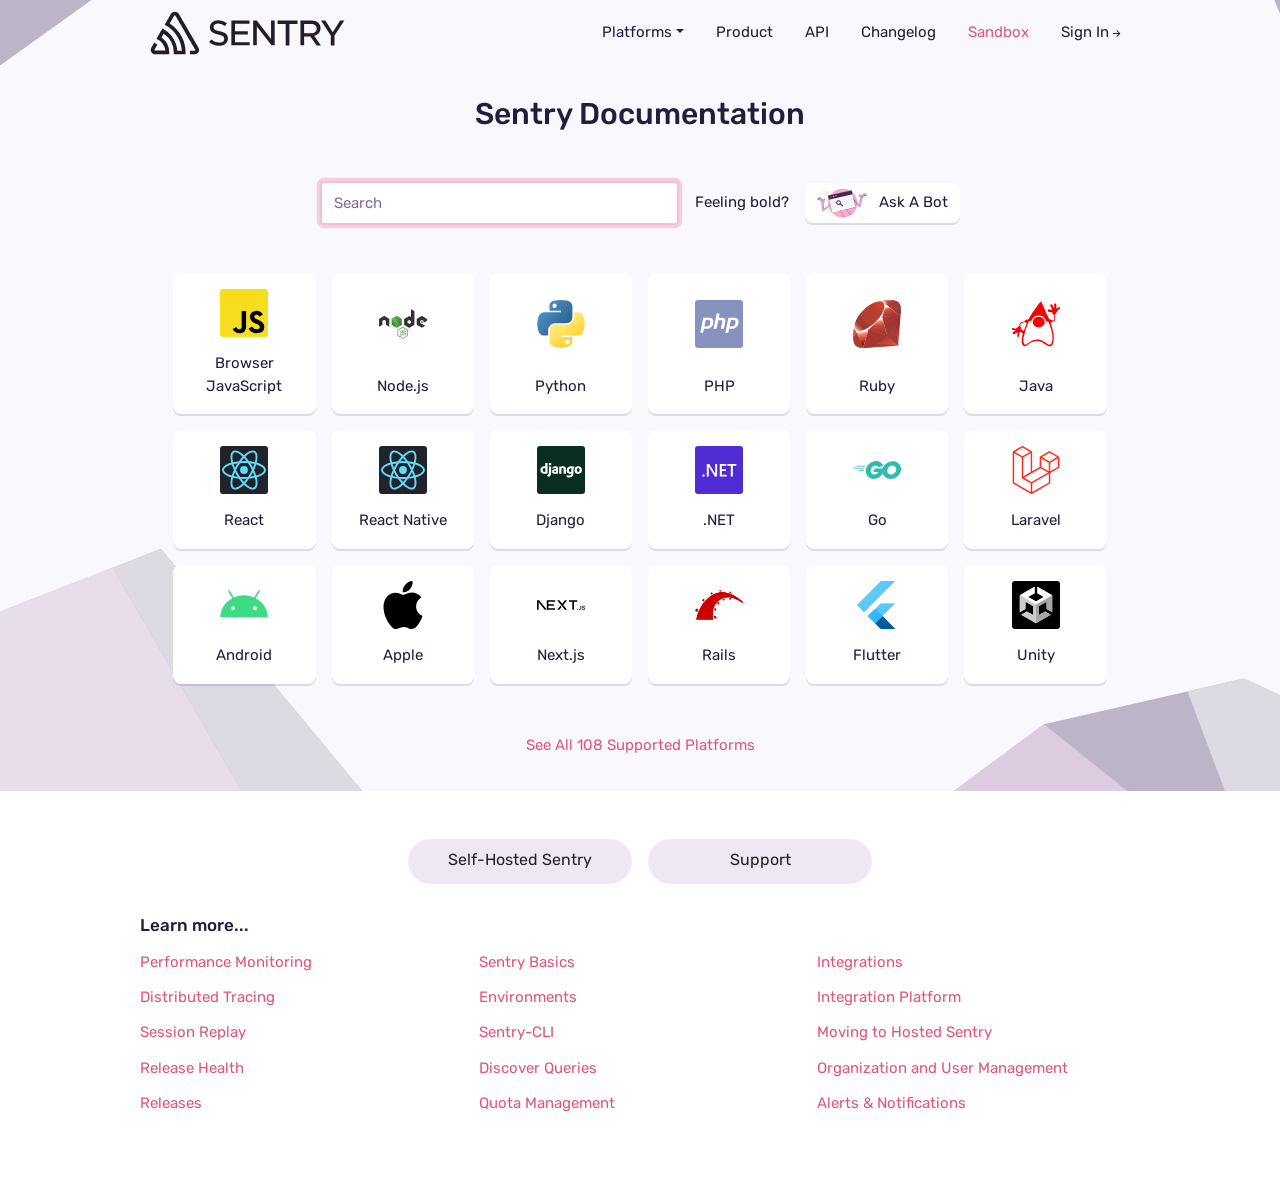 SENTRY
Platforms Product API Changelog Sandbox Sign In →
Sentry Documentation
Search
Feeling bold?
Ask A Bot
JS
Browser
JavaScript
node
JS
Node.js
Python
php
PHP
Ruby
Java
React
React Native
django
Django
.NET
.NET
GO
Go
Laravel
Android
Apple
NEXT.JS
Next.js
Rails
Flutter
Unity
See All 108 Supported Platforms
Self-Hosted Sentry
Support
Learn more...
Performance Monitoring
Distributed Tracing
Session Replay
Release Health
Releases
Sentry Basics
Environments
Sentry-CLI
Discover Queries
Quota Management
Integrations
Integration Platform
Moving to Hosted Sentry
Organization and User Management
Alerts & Notifications